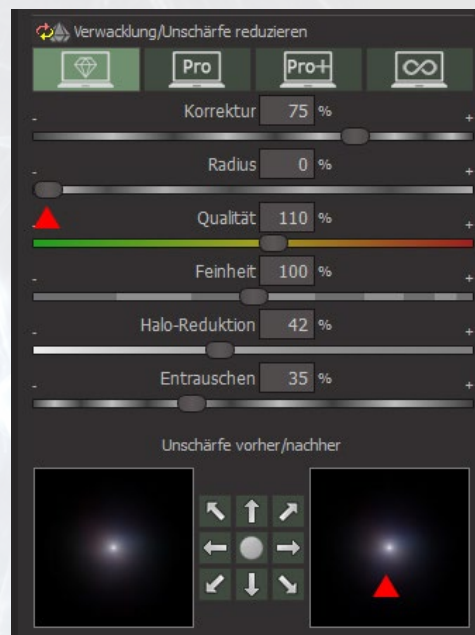 Verwacklung/Unschärfe reduzieren
Pro Pro+
Korrektur 75 %
- +
Radius 0 %
- +
Qualität 110 %
- +
Feinheit 100 %
- +
Halo-Reduktion 42 %
- +
Entrauschen 35 %
- +
Unschärfe vorher/nachher